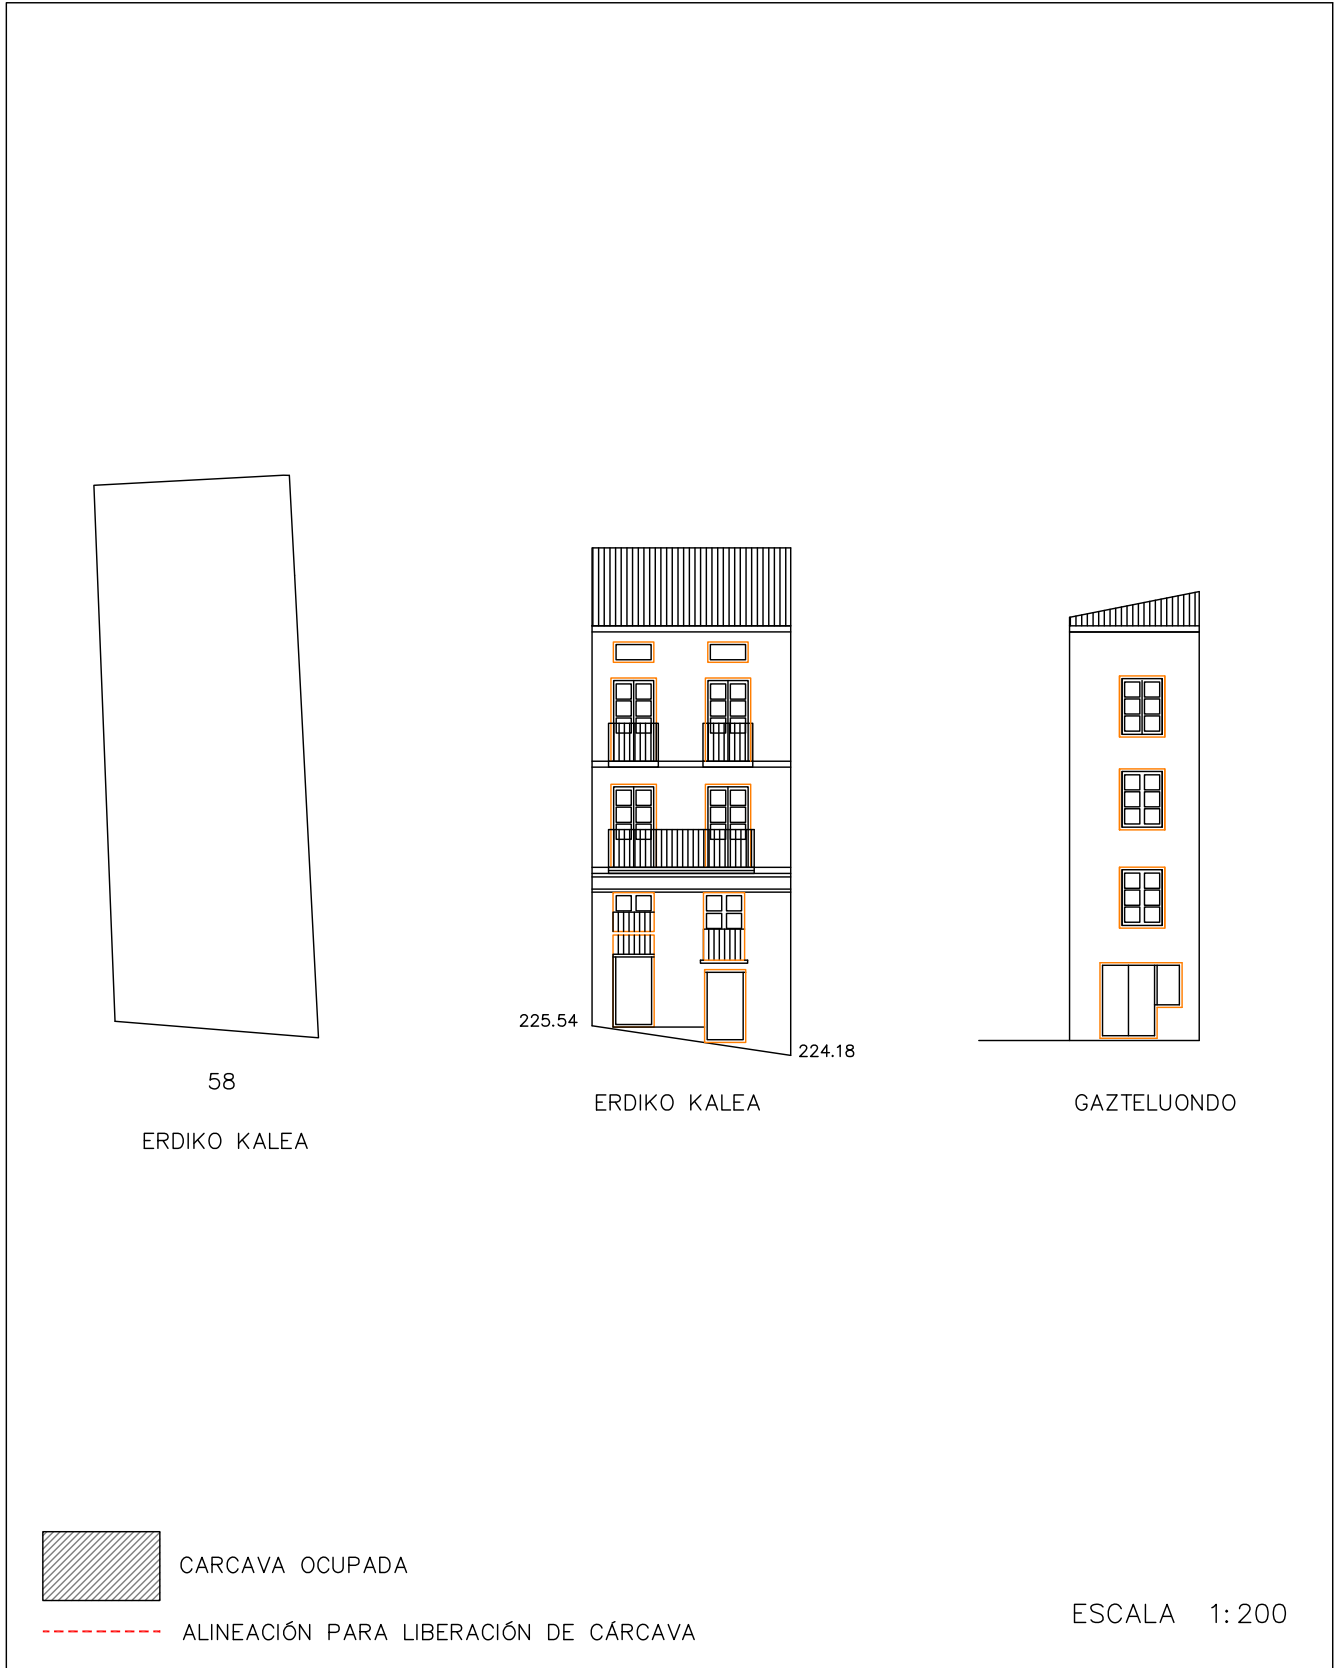 225.54
224.18
58
ERDIKO KALEA
ERDIKO KALEA
GAZTELUONDO
CARCAVA OCUPADA
ALINEACIÓN PARA LIBERACIÓN DE CÁRCAVA
ESCALA 1:200